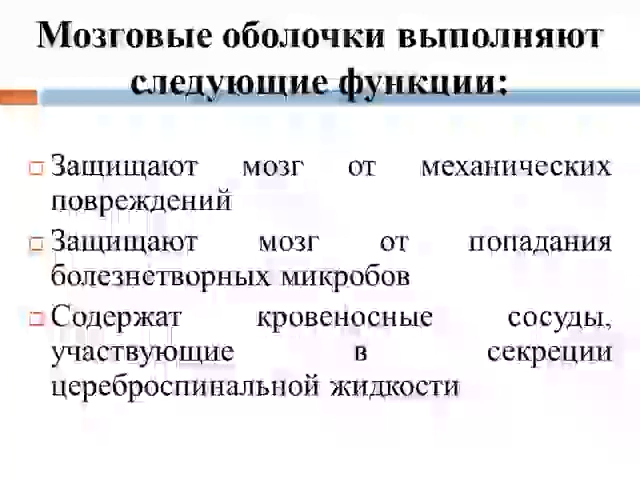 Мозговые оболочки выполняют
следующие функции:
Защищают мозг от механических
повреждений
Защищают мозг от попадания
болезнетворных микробов
Содержат кровеносные сосуды,
участвующие в секреции
цереброспинальной жидкости